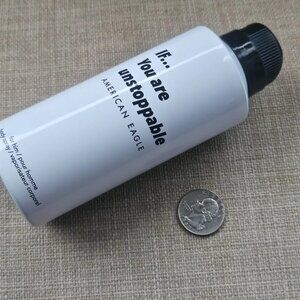 IF...
You are
unstoppable
AMERICAN EAGLE
for him / pour homme
body spray / vaporisateur corporel